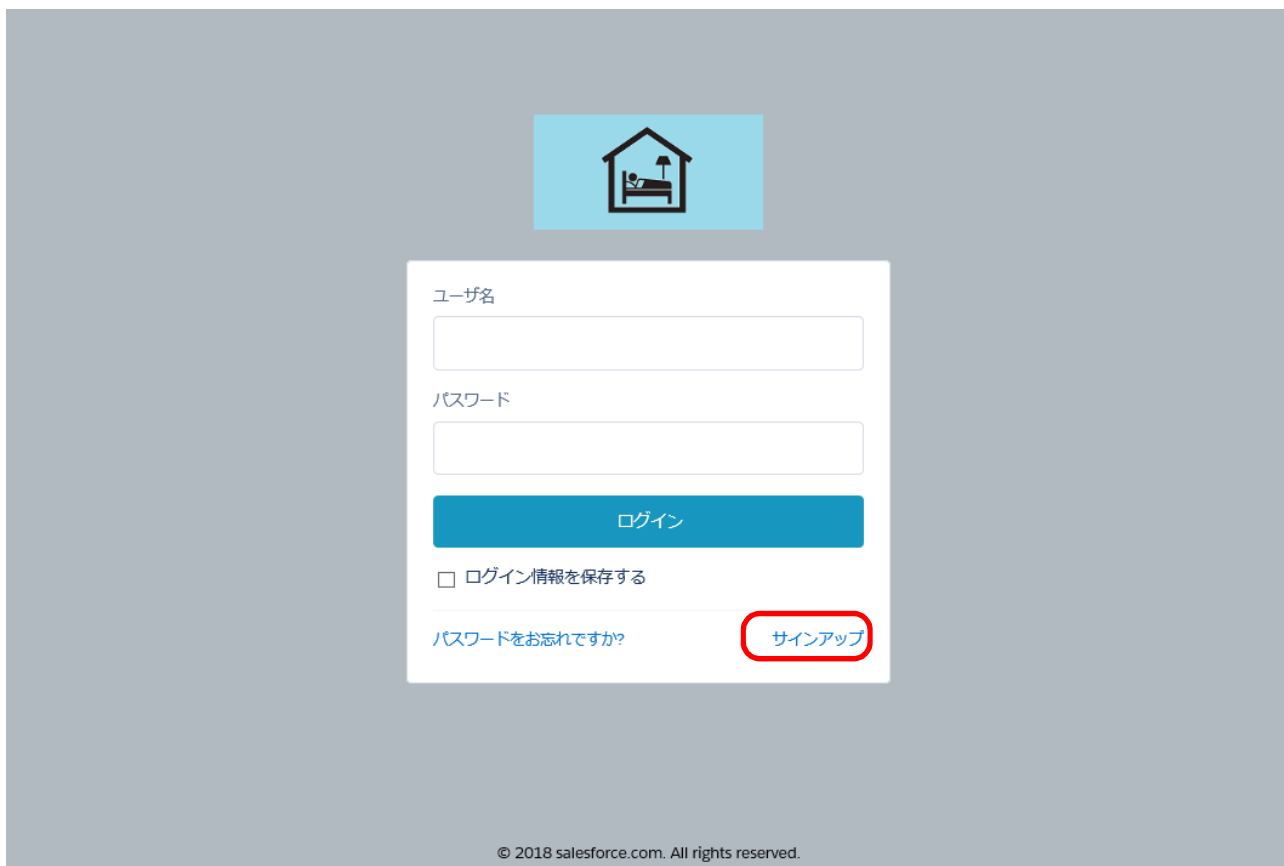 ユーザ名
パスワード
ログイン
ログイン情報を保存する
パスワードをお忘れですか?
サインアップ
© 2018 salesforce.com. All rights reserved.